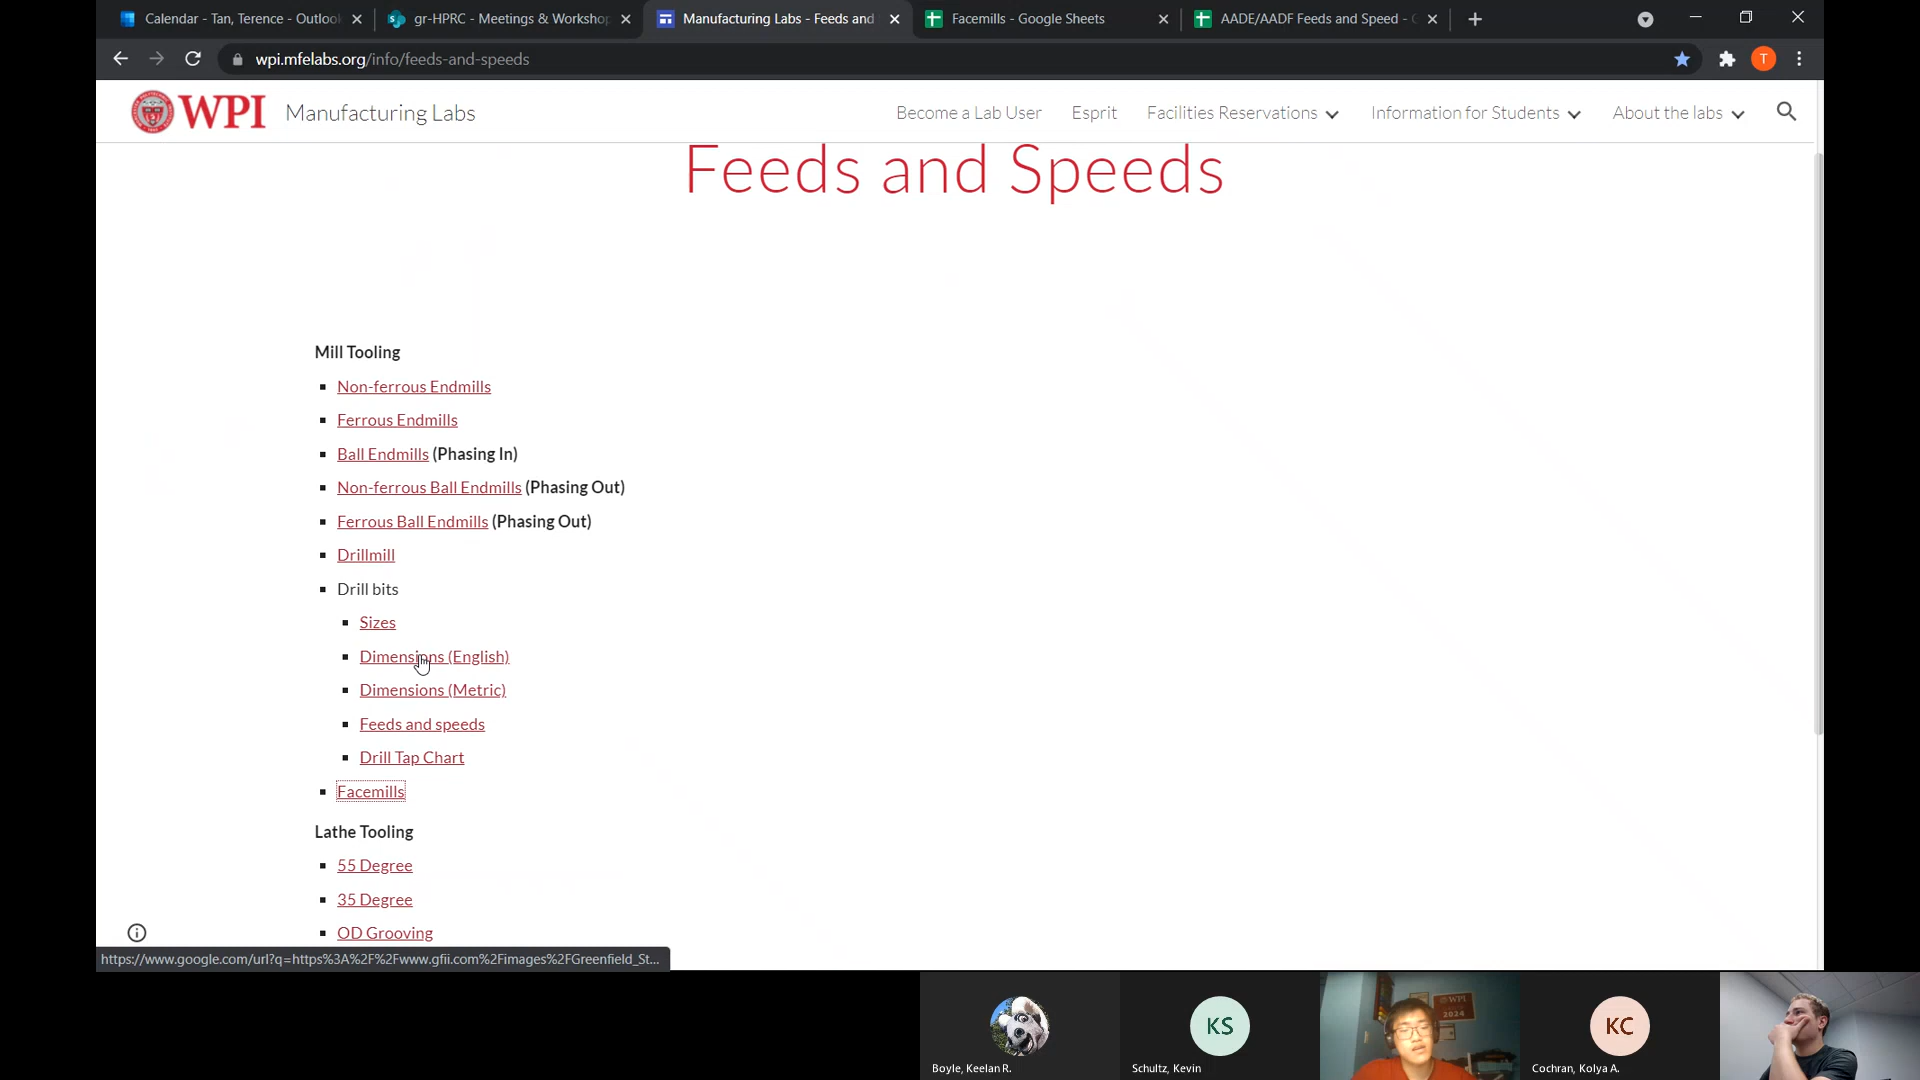 Calendar - Tan, Terence - Outloo
gr-HPRC - Meetings & Workshop
Manufacturing Labs - Feeds and
Facemills - Google Sheets
AADE/AADF Feeds and Speed -
wpi.mfelabs.org/info/feeds-and-speeds
T
WPI Manufacturing Labs
Become a Lab User
Esprit
Facilities Reservations
Information for Students
About the labs
Feeds and Speeds
Mill Tooling
Non-ferrous Endmills
Ferrous Endmills
Ball Endmills (Phasing In)
Non-ferrous Ball Endmills (Phasing Out)
Ferrous Ball Endmills (Phasing Out)
Drillmill
Drill bits
Sizes
Dimensions (English)
Dimensions (Metric)
Feeds and speeds
Drill Tap Chart
Facemills
Lathe Tooling
55 Degree
35 Degree
OD Grooving
https://www.google.com/url?q=https%3A%2F%2Fwww.gfii.com%2Fimages%2FGreenfield_St...
Boyle, Keelan R.
KS
Schultz, Kevin
WPI
2024
KC
Cochran, Kolya A.